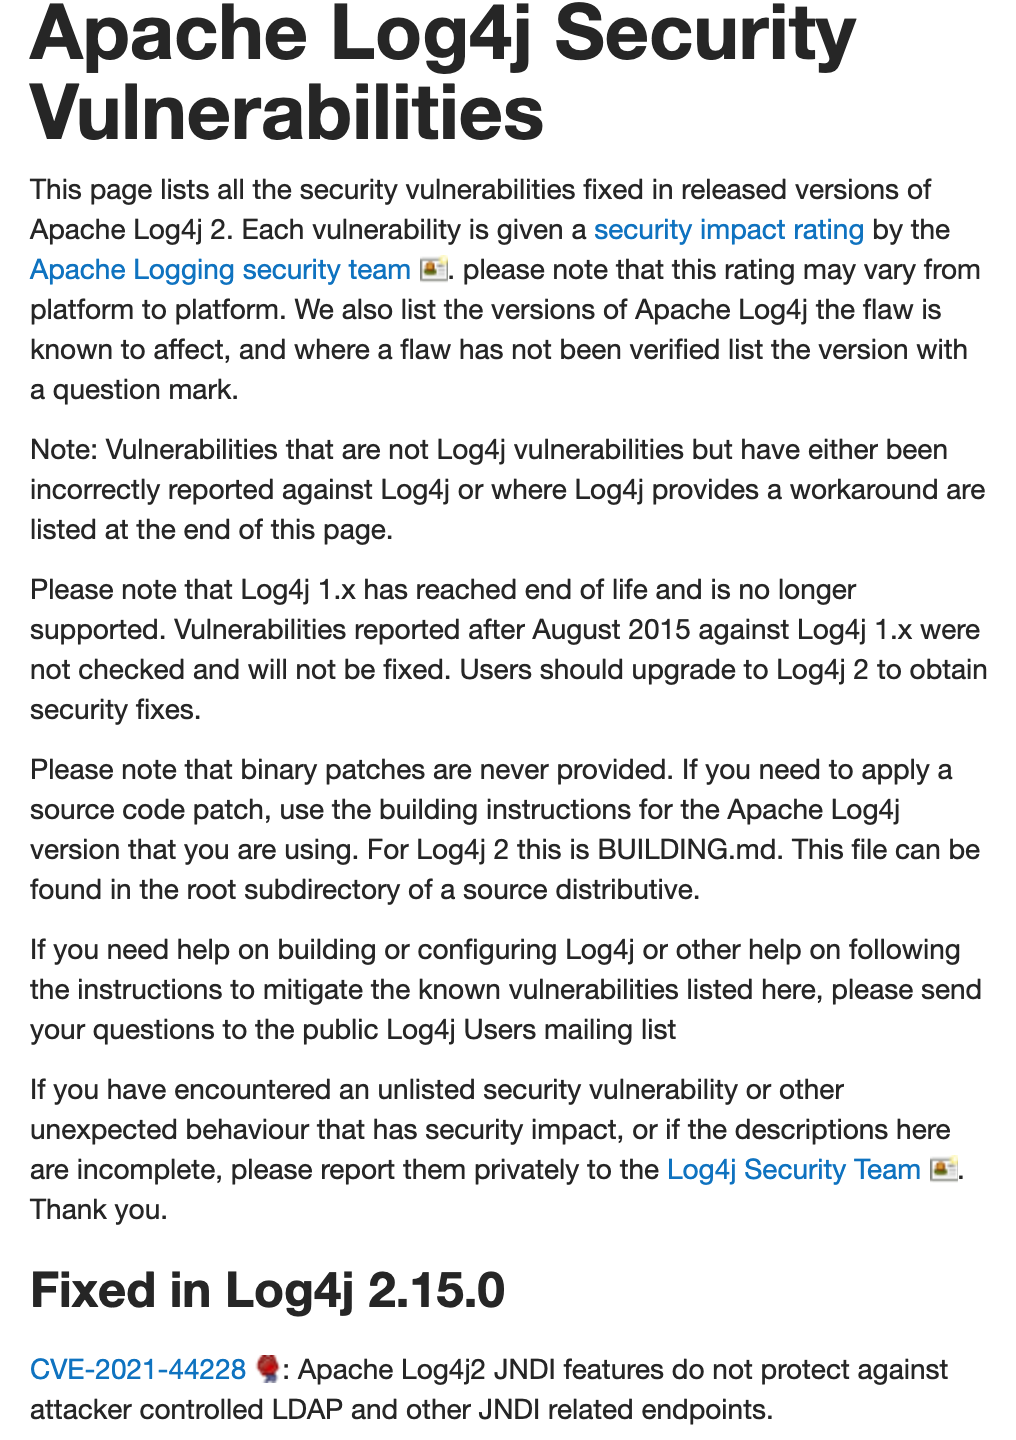 Apache Log4j Security
Vulnerabilities
This page lists all the security vulnerabilities fixed in released versions of
Apache Log4j 2. Each vulnerability is given a security impact rating by the
Apache Logging security team. please note that this rating may vary from
platform to platform. We also list the versions of Apache Log4j the flaw is
known to affect, and where a flaw has not been verified list the version with
a question mark.
Note: Vulnerabilities that are not Log4j vulnerabilities but have either been
incorrectly reported against Log4j or where Log4j provides a workaround are
listed at the end of this page.
Please note that Log4j 1.x has reached end of life and is no longer
supported. Vulnerabilities reported after August 2015 against Log4j 1.x were
not checked and will not be fixed. Users should upgrade to Log4j 2 to obtain
security fixes.
Please note that binary patches are never provided. If you need to apply a
source code patch, use the building instructions for the Apache Log4j
version that you are using. For Log4j 2 this is BUILDING.md. This file can be
found in the root subdirectory of a source distributive.
If you need help on building or configuring Log4j or other help on following
the instructions to mitigate the known vulnerabilities listed here, please send
your questions to the public Log4j Users mailing list
If you have encountered an unlisted security vulnerability or other
unexpected behaviour that has security impact, or if the descriptions here
are incomplete, please report them privately to the Log4j Security Team.
Thank you.
Fixed in Log4j 2.15.0
CVE-2021-44228: Apache Log4j2 JNDI features do not protect against
attacker controlled LDAP and other JNDI related endpoints.